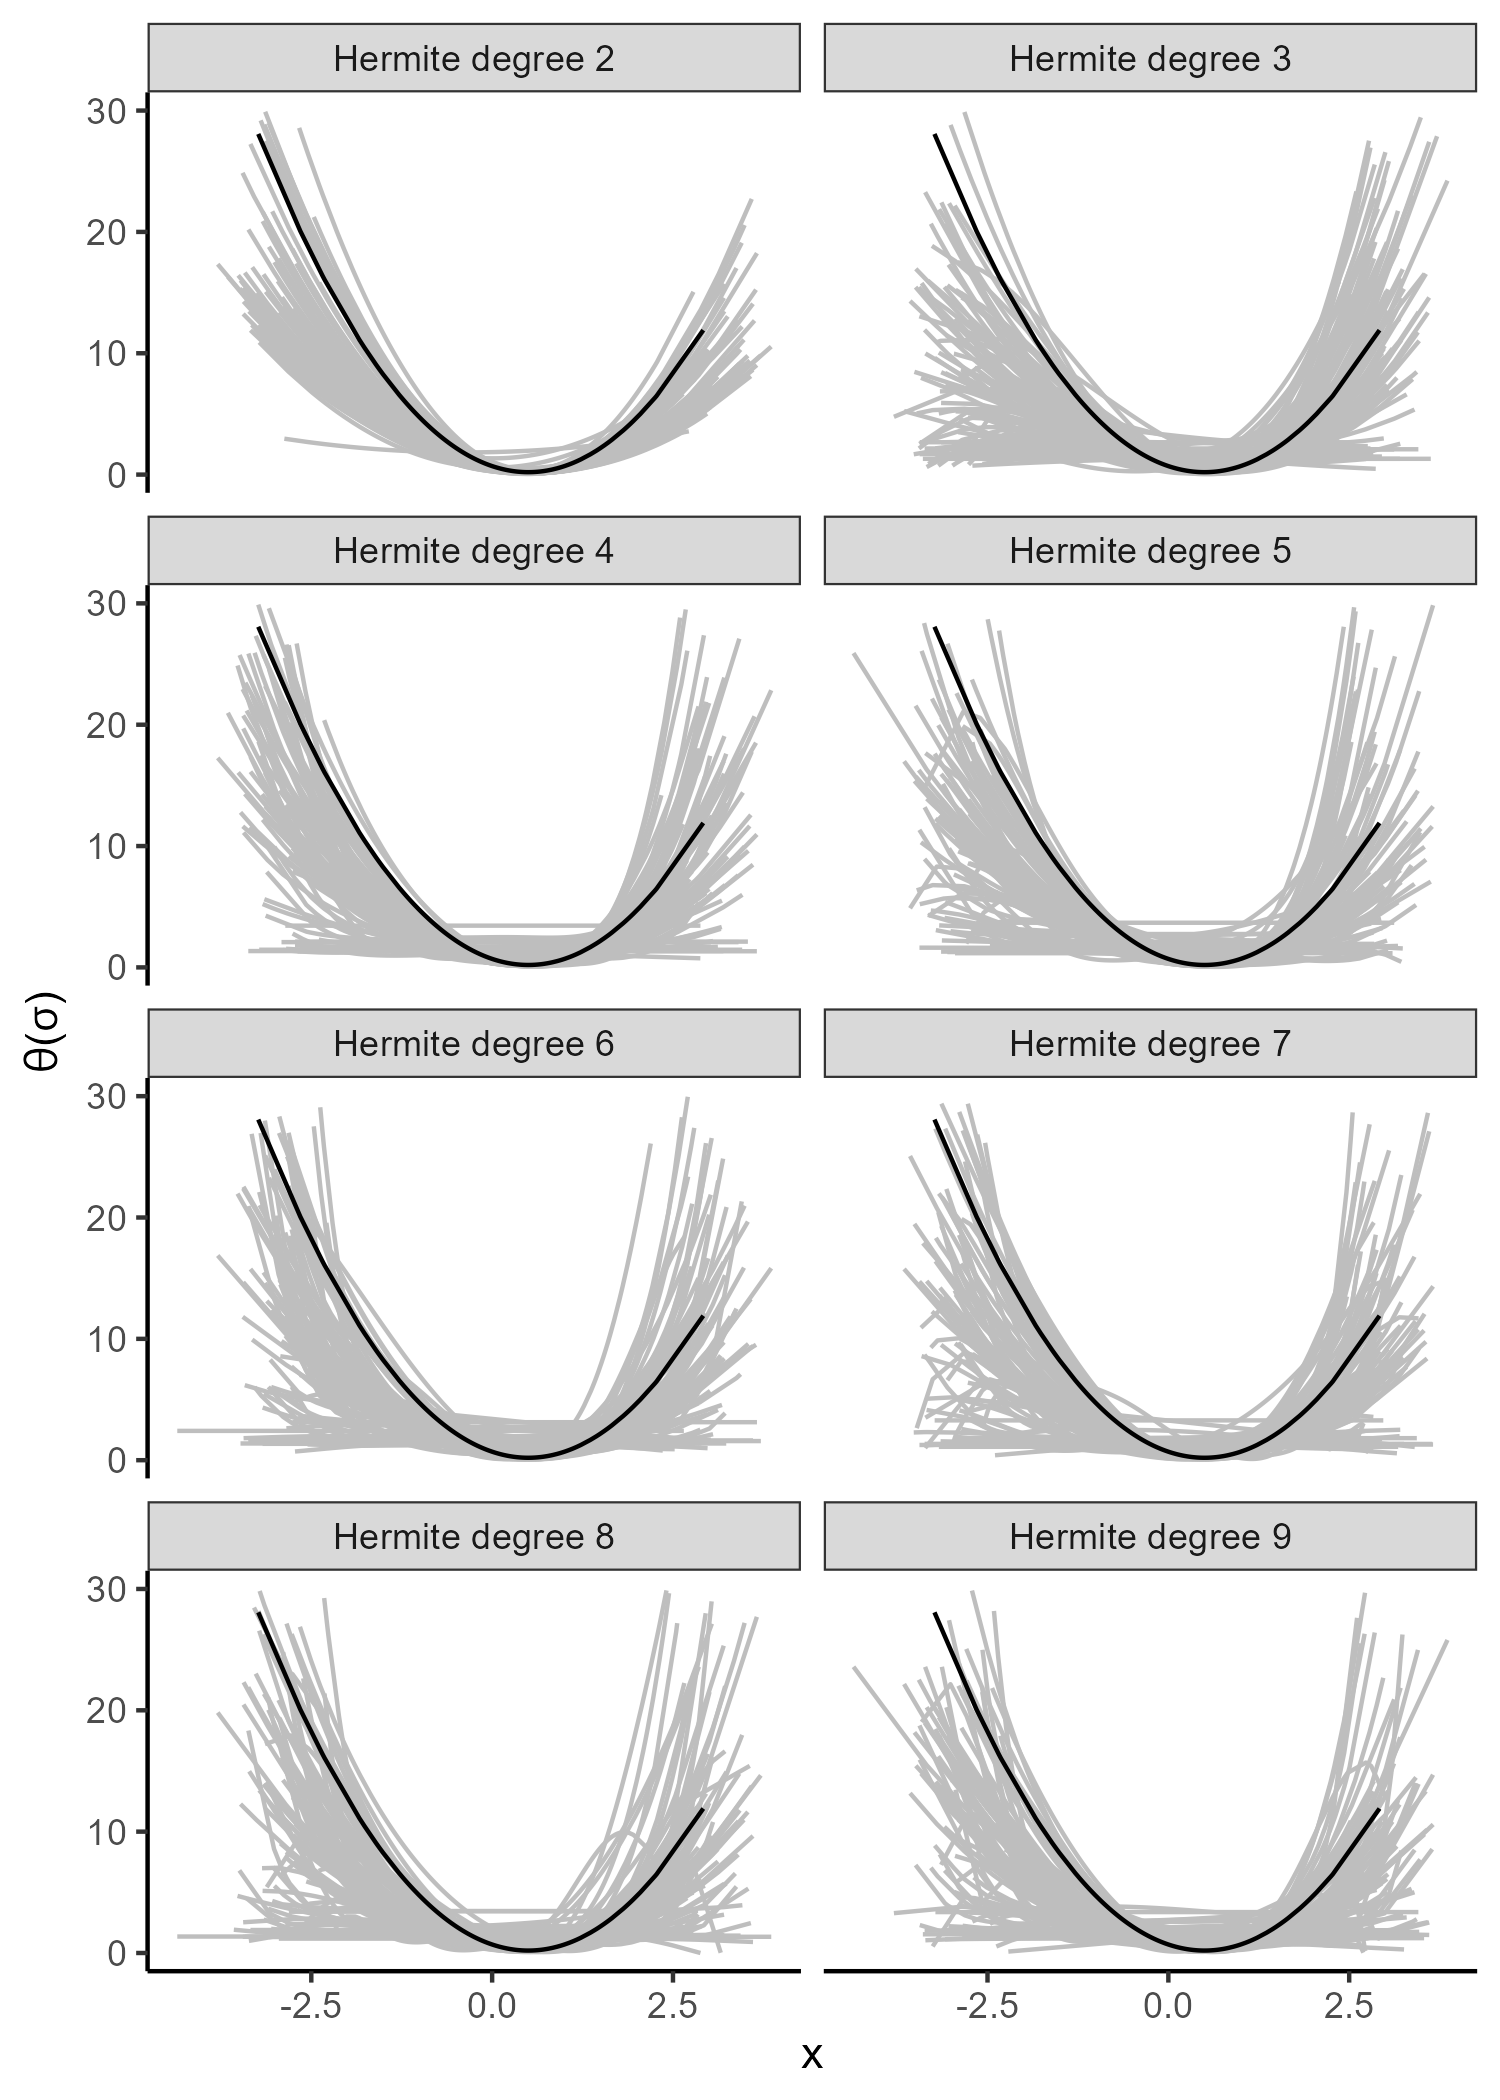 Hermite degree 2
Hermite degree 3
30
20
10
0
Hermite degree 4
Hermite degree 5
30
20
10
0
θ(σ)
Hermite degree 6
Hermite degree 7
30
20
10
0
Hermite degree 8
Hermite degree 9
30
20
10
0
-2.5 0.0 2.5
-2.5 0.0 2.5
x